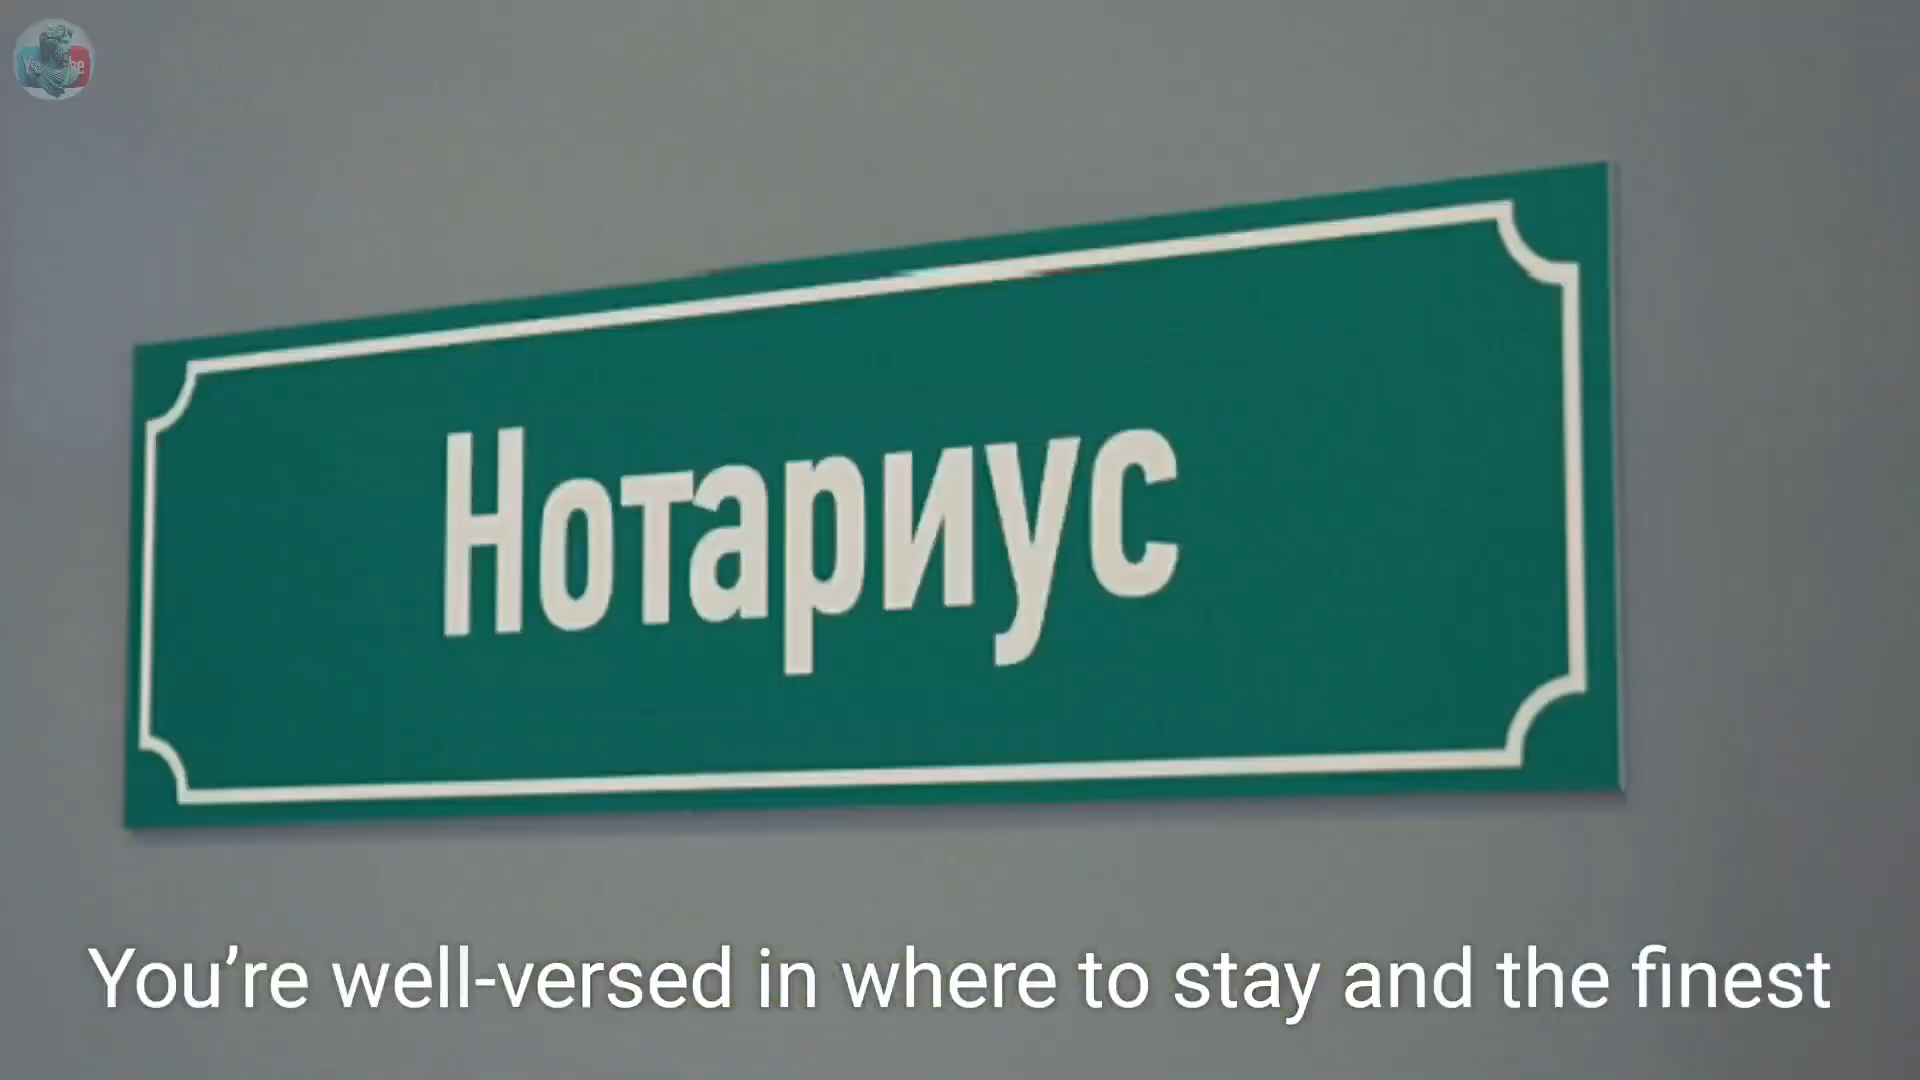 Нотариус
You’re well-versed in where to stay and the finest